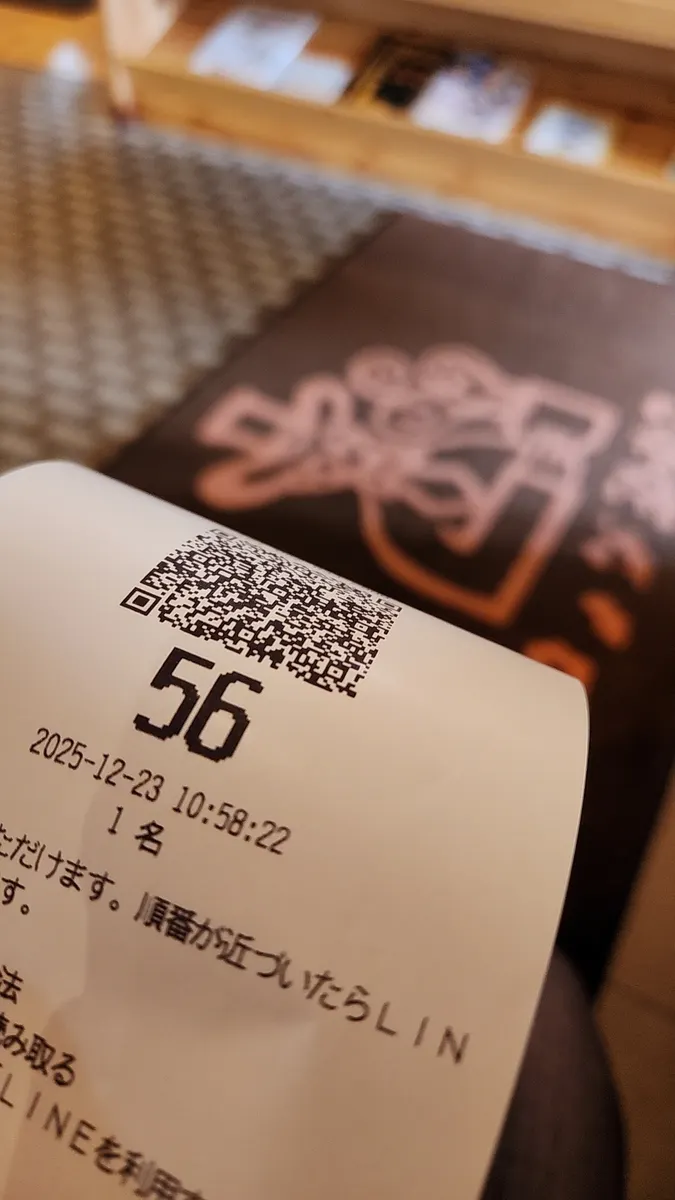 56
2025-12-23 10:58:22
1 名
ただけます。順番が近づいたらLIN
す。
法
み取る
LINEを利用